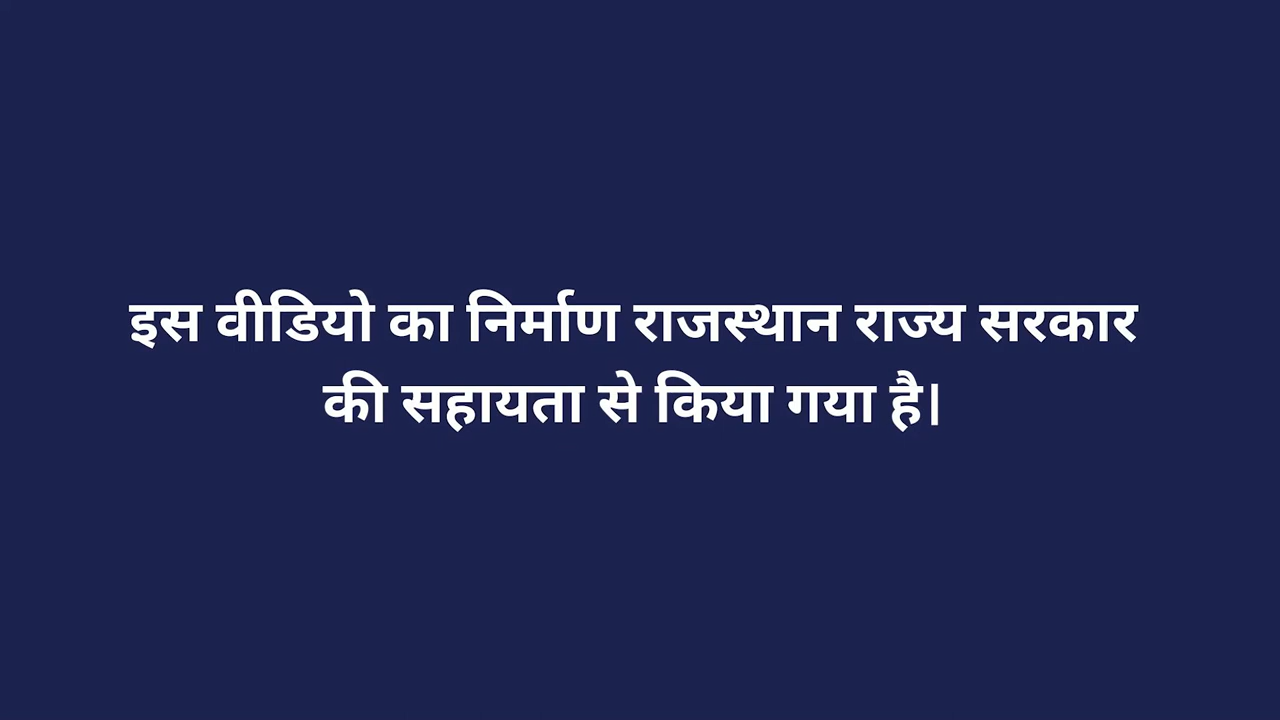 इस वीडियो का निर्माण राजस्थान राज्य सरकार
की सहायता से किया गया है।